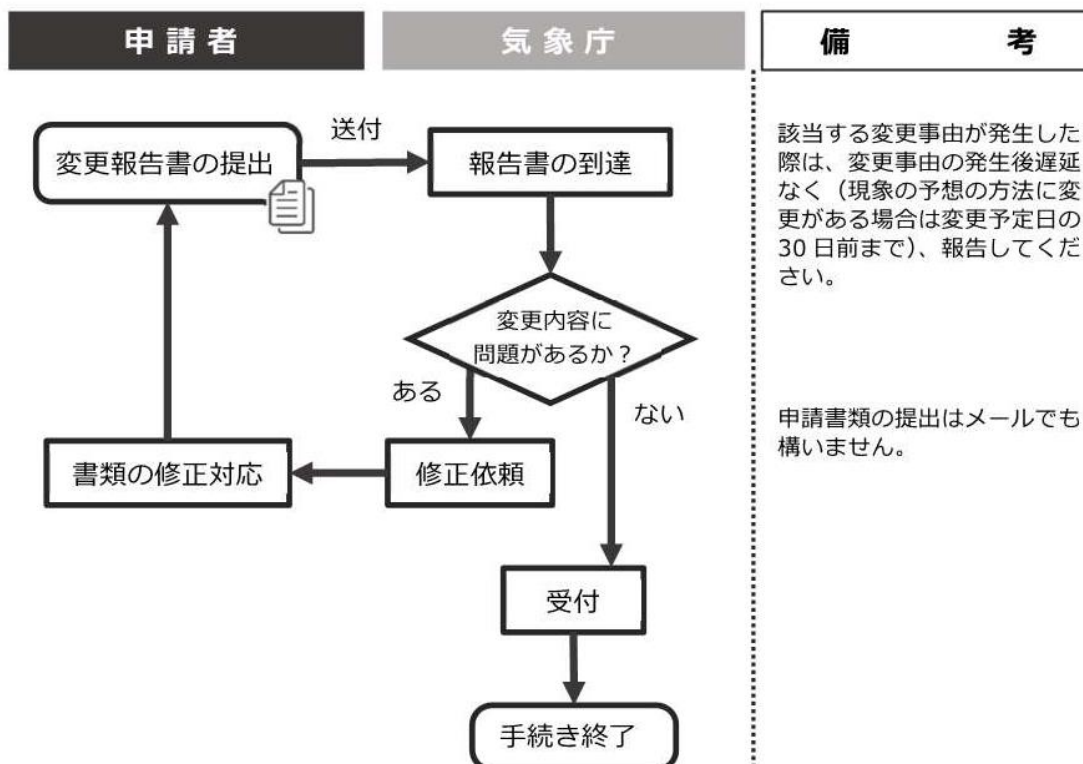 申請者
気象庁
備考
変更報告書の提出
送付
報告書の到達
変更内容に
問題があるか？
ある
ない
書類の修正対応
修正依頼
受付
手続き終了
該当する変更事由が発生した
際は、変更事由の発生後遅延
なく（現象の予想の方法に変
更がある場合は変更予定日の
30 日前まで）、報告してくだ
さい。
申請書類の提出はメールでも
構いません。